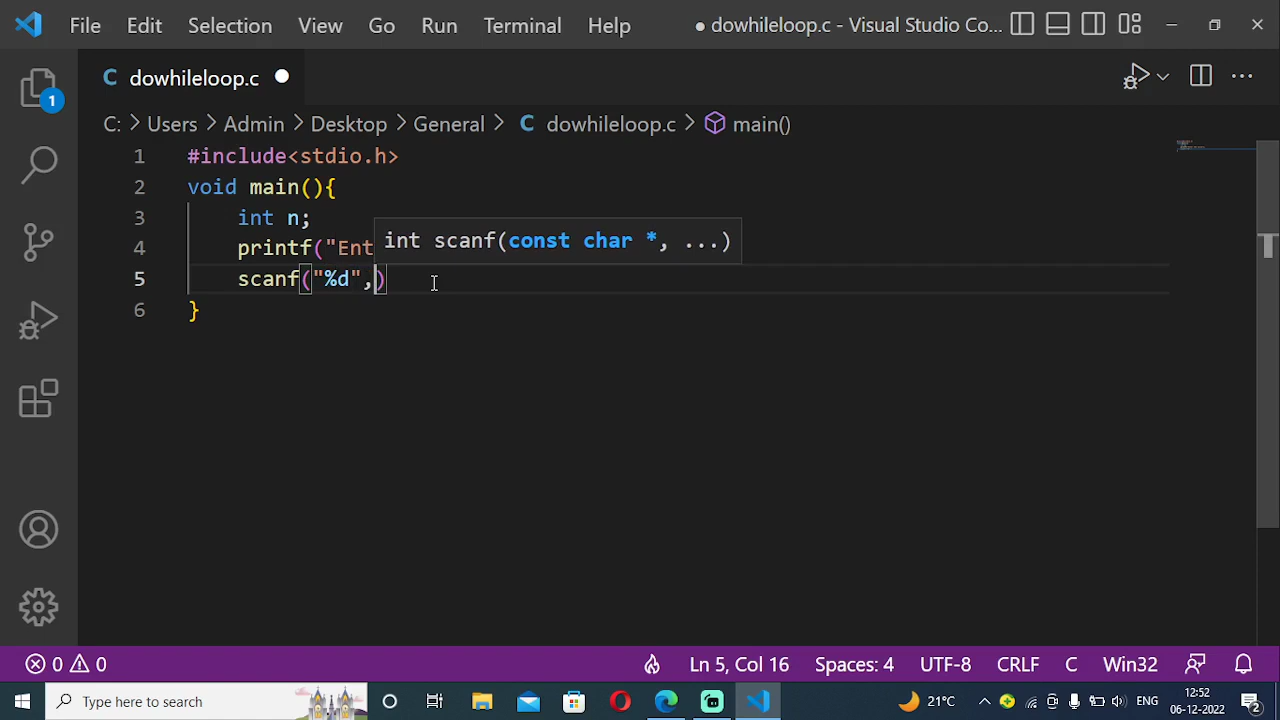 File Edit Selection View Go Run Terminal Help ● dowhileloop.c - Visual Studio Co...
C dowhileloop.c
1
C: > Users > Admin > Desktop > General > C dowhileloop.c > main()
1 #include<stdio.h>
2 void main(){
3 int n;
int scanf(const char *, ...)
4 printf("Ent
5 scanf("%d",)
6 }
0 0 Ln 5, Col 16 Spaces: 4 UTF-8 CRLF C Win32
Type here to search 21°C ENG 12:52
06-12-2022 2